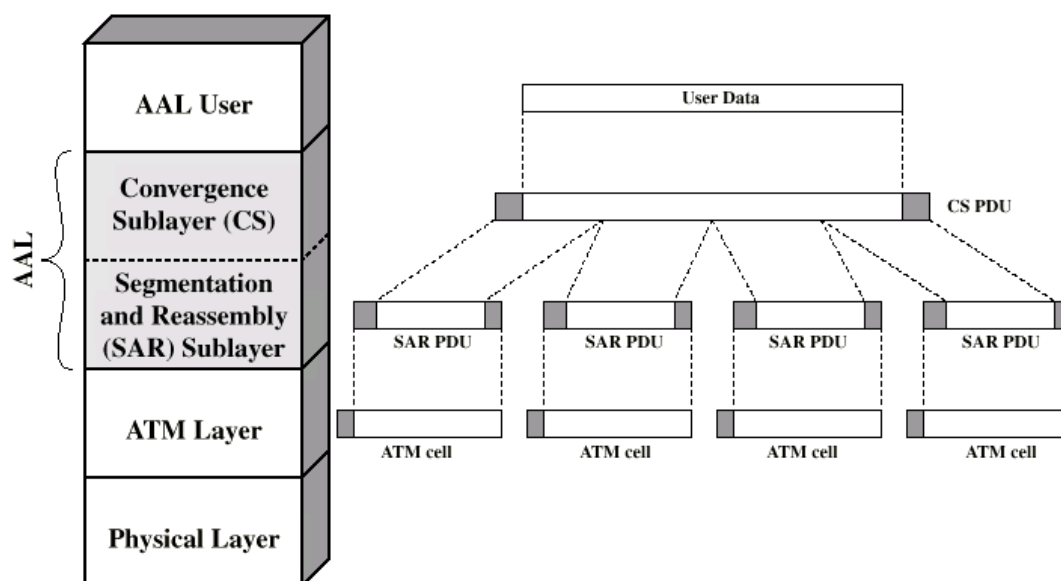 AAL User
AAL
Convergence
Sublayer (CS)
Segmentation
and Reassembly
(SAR) Sublayer
ATM Layer
Physical Layer
User Data
CS PDU
SAR PDU
SAR PDU
SAR PDU
SAR PDU
ATM cell
ATM cell
ATM cell
ATM cell